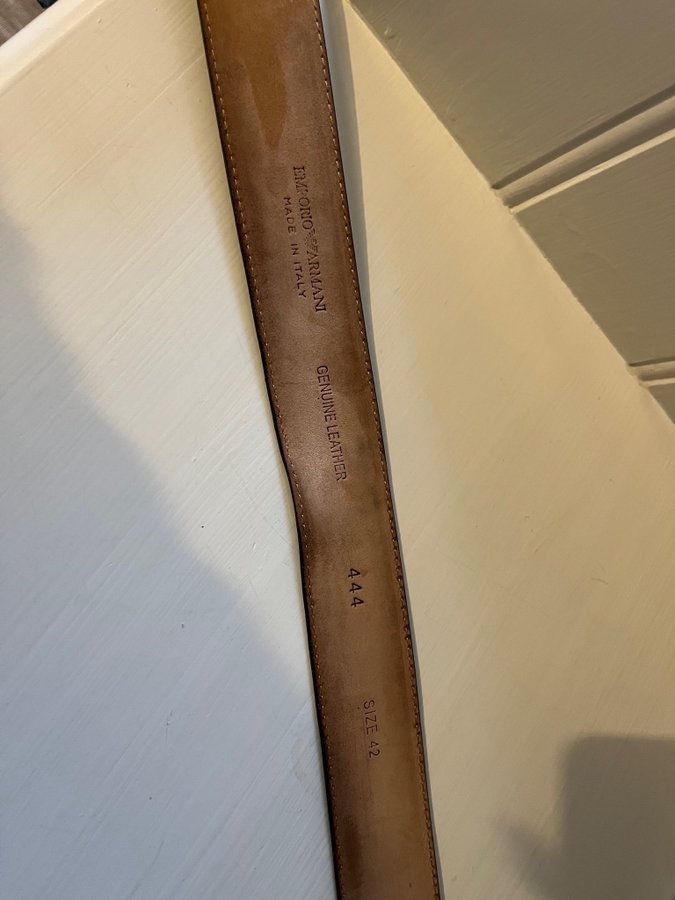 EMPORIO ARMANI
MADE IN ITALY
GENUINE LEATHER
444
SIZE 42